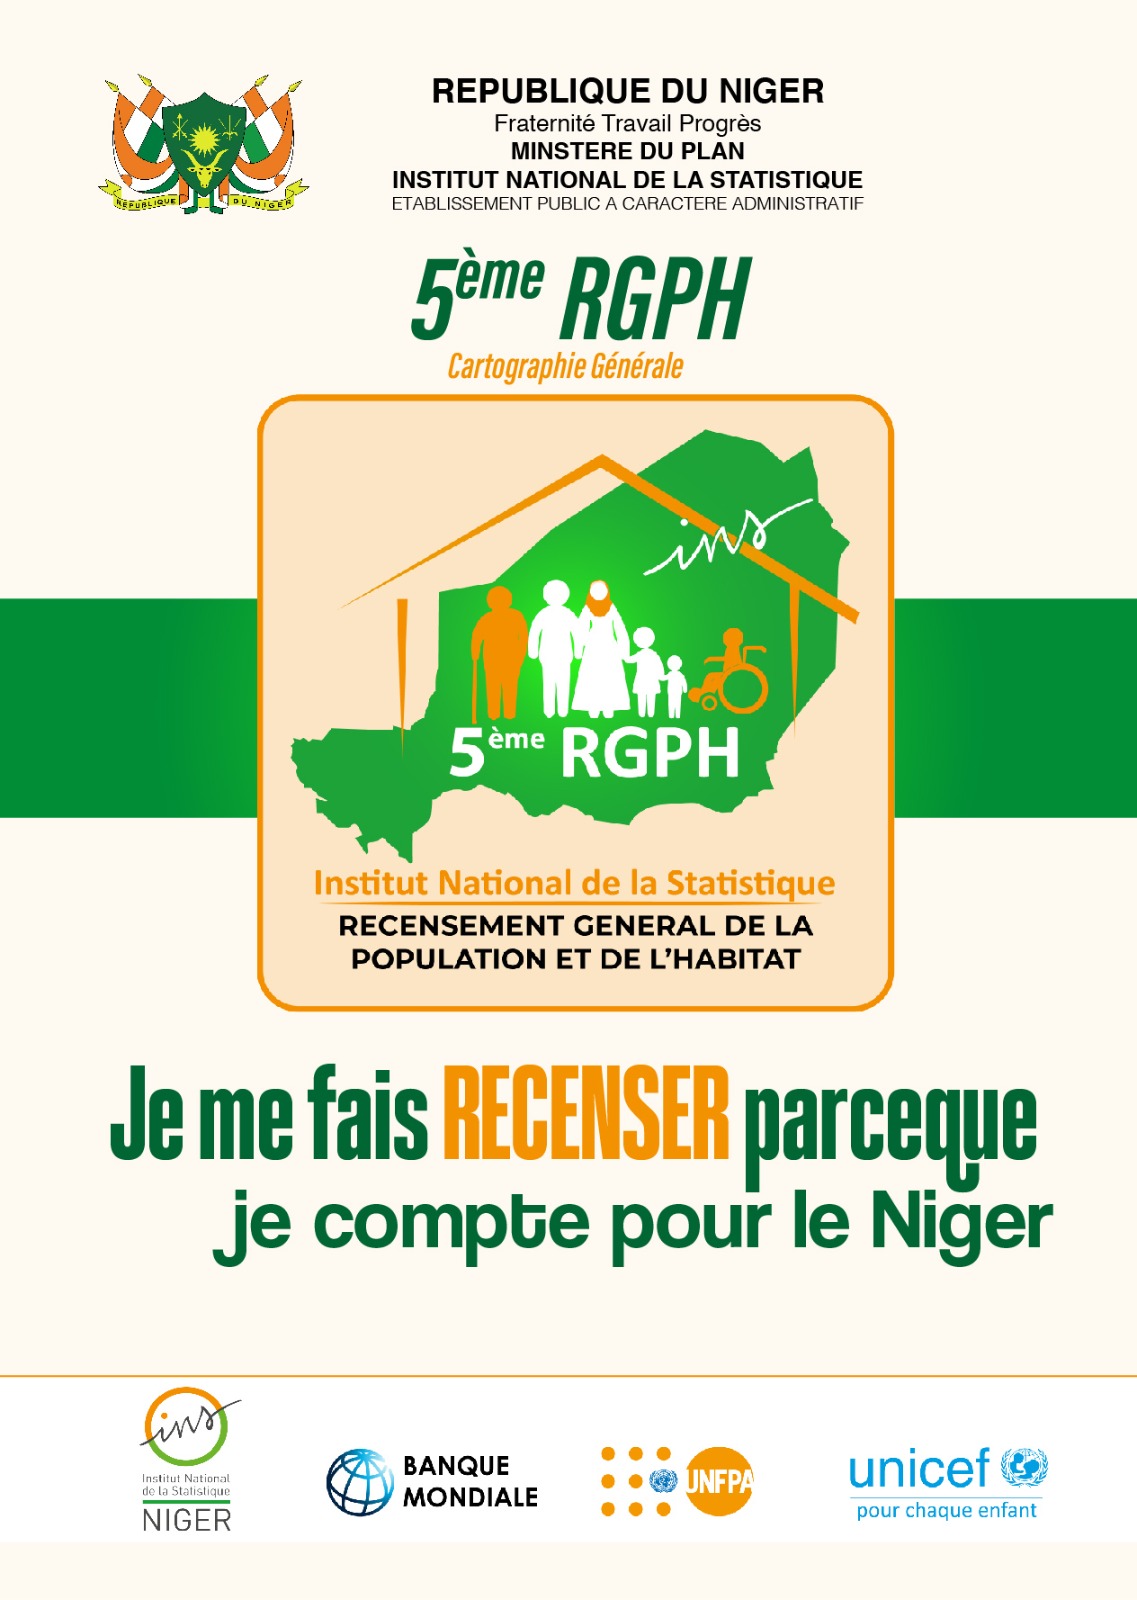 REPUBLIQUE DU NIGER
Fraternité Travail Progrès
MINSTERE DU PLAN
INSTITUT NATIONAL DE LA STATISTIQUE
ETABLISSEMENT PUBLIC A CARACTERE ADMINISTRATIF
REPUBLIQUE DU NIGER
5ème RGPH
Cartographie Générale
ins
5ème RGPH
Institut National de la Statistique
RECENSEMENT GENERAL DE LA
POPULATION ET DE L'HABITAT
Je me fais RECENSER parceque
je compte pour le Niger
ins
Institut National
de la Statistique
NIGER
BANQUE
MONDIALE
UNFPA
unicef
pour chaque enfant